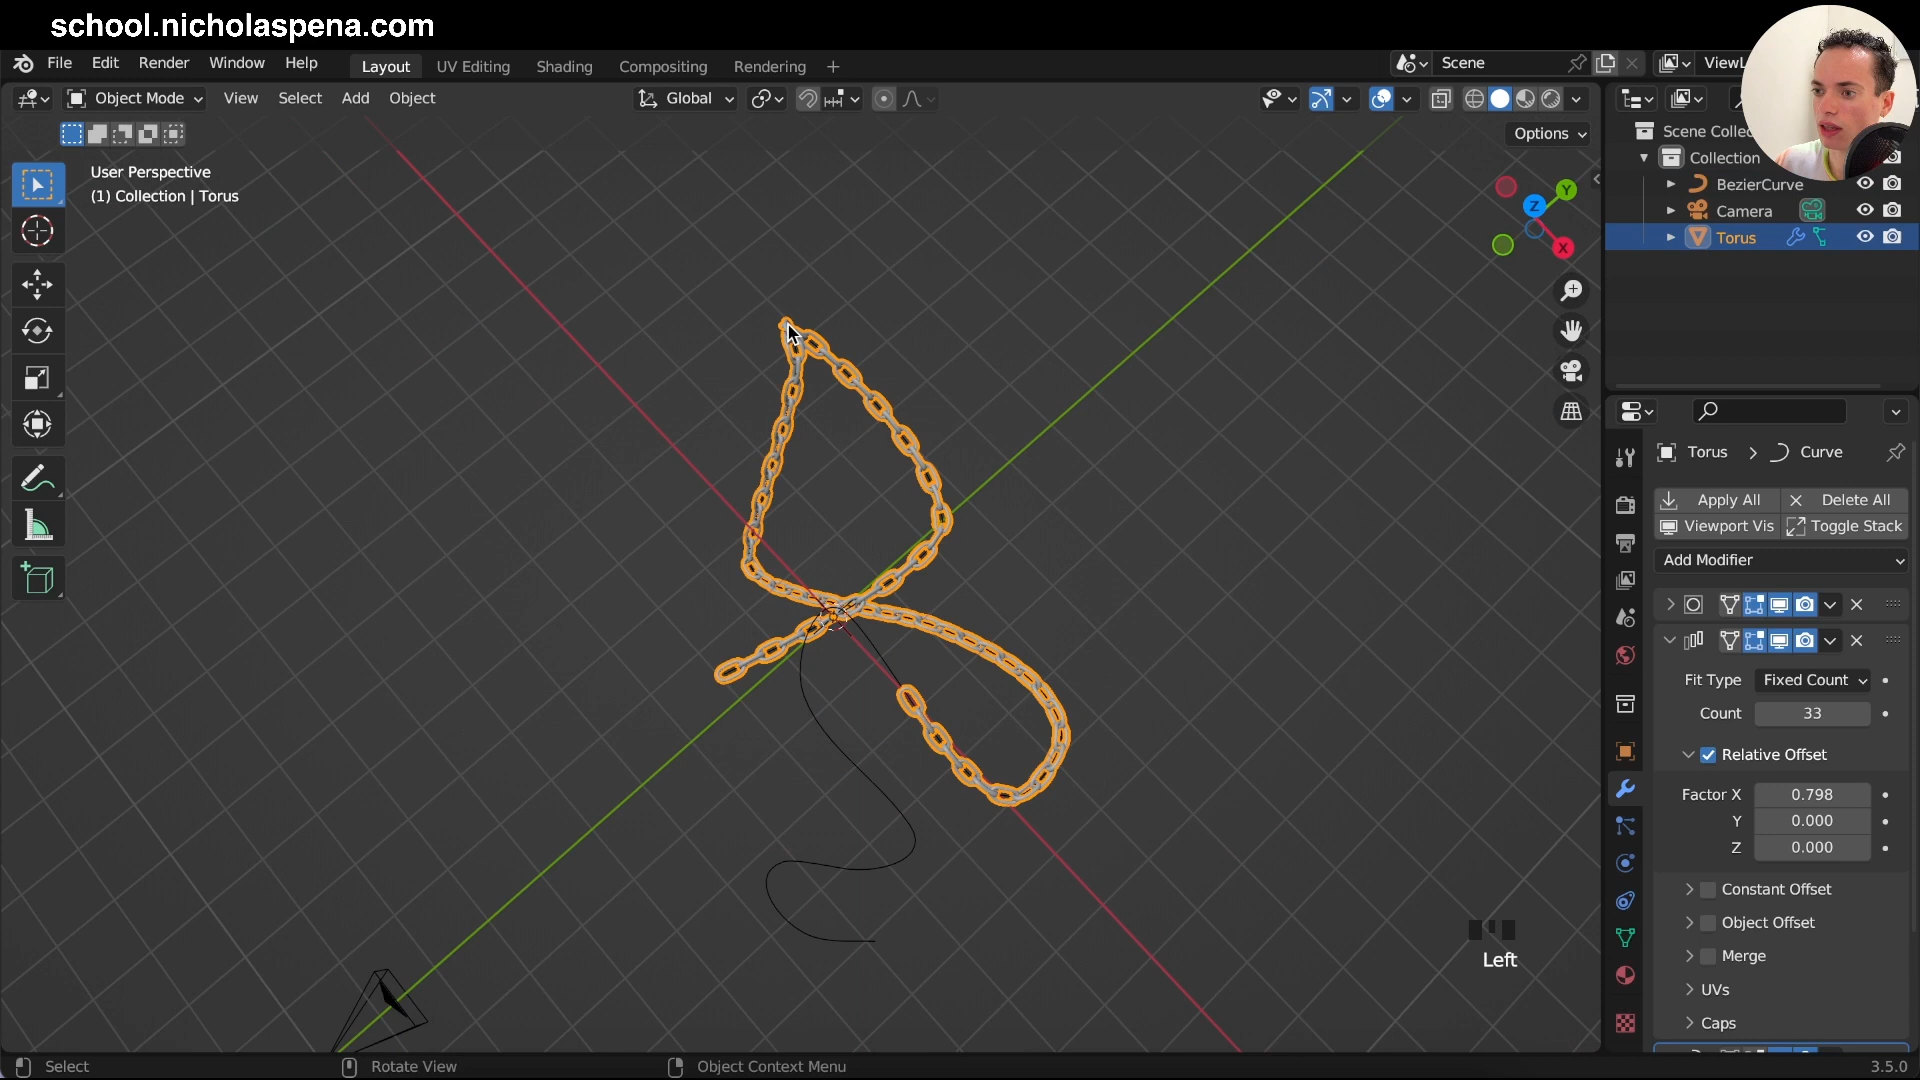 school.nicholaspena.com
File Edit Render Window Help Layout UV Editing Shading Compositing Rendering + Scene ViewL
Object Mode View Select Add Object Global
Options
User Perspective
(1) Collection | Torus
Y
Z
X
Scene Collec
Collection
BezierCurve
Camera
Torus
Torus > Curve
Apply All Delete All
Viewport Vis Toggle Stack
Add Modifier
Fit Type Fixed Count
Count 33
Relative Offset
Factor X 0.798
Y 0.000
Z 0.000
Constant Offset
Object Offset
Merge
UVs
Caps
Left
Select Rotate View Object Context Menu 3.5.0